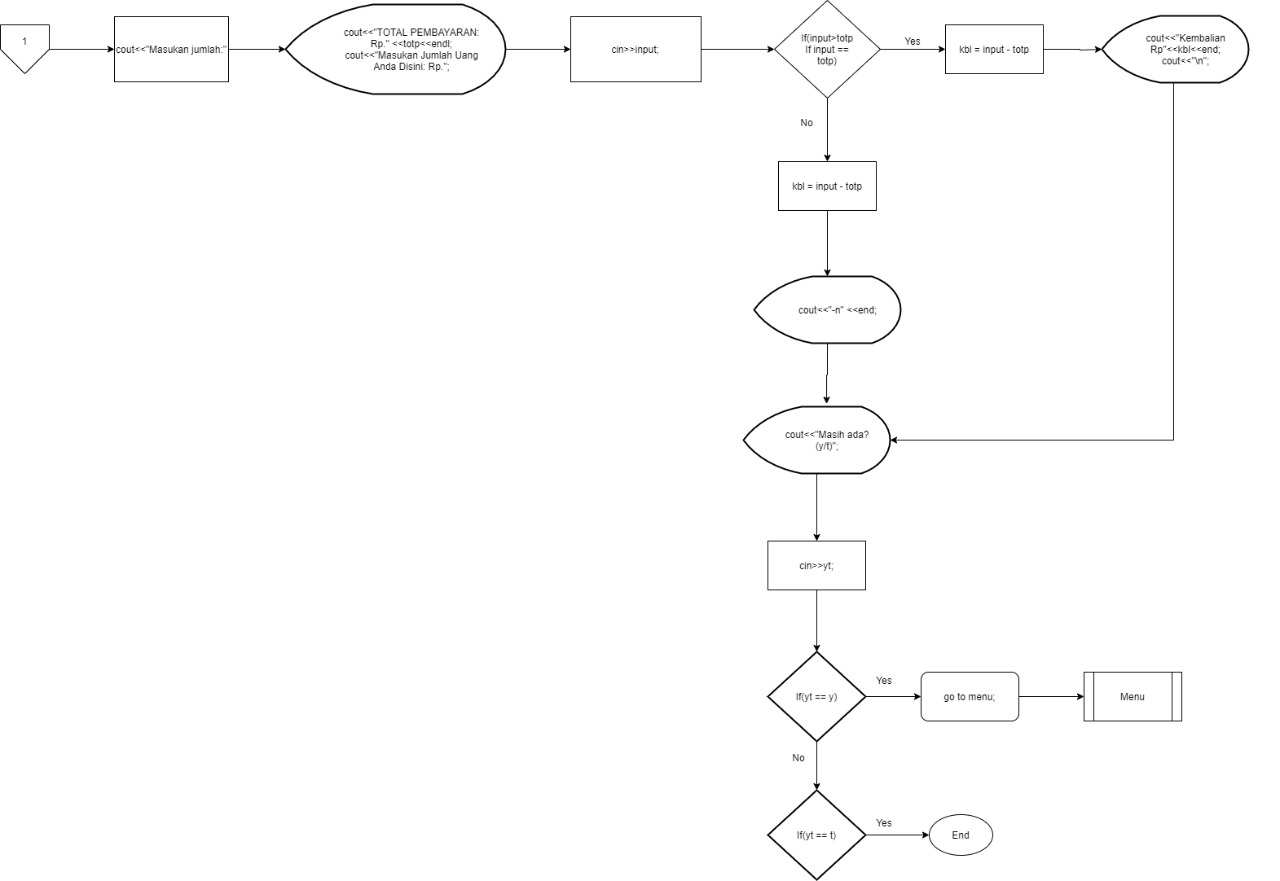 1
cout<<"Masukan jumlah:"
cout<<"TOTAL PEMBAYARAN:
Rp." <<totp<<endl;
cout<<"Masukan Jumlah Uang
Anda Disini: Rp.";
cin>>input;
If(input>totp
If input ==
totp)
Yes
kbl = input - totp
cout<<"Kembalian
Rp"<<kbl<<end;
cout<<"\n";
No
kbl = input - totp
cout<<"-n" <<end;
cout<<"Masih ada?
(y/t)";
cin>>yt;
If(yt == y)
Yes
go to menu;
Menu
No
If(yt == t)
Yes
End